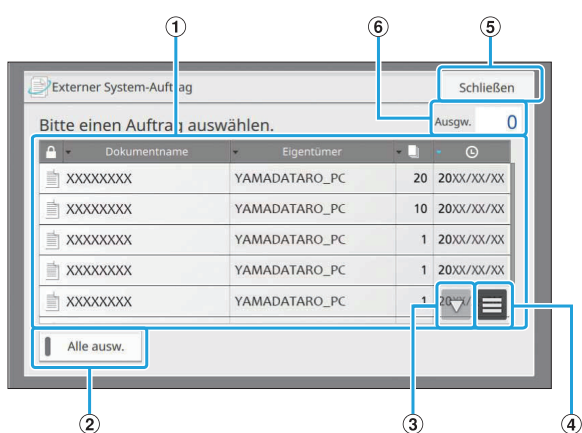 1 6 5
Externer System-Auftrag
Schließen
Bitte einen Auftrag auswählen.
Ausgw. 0
Dokumentname Eigentümer
XXXXXXXX YAMADATARO_PC 20 20XX/XX/XX
XXXXXXXX YAMADATARO_PC 10 20XX/XX/XX
XXXXXXXX YAMADATARO_PC 1 20XX/XX/XX
XXXXXXXX YAMADATARO_PC 1 20XX/XX/XX
XXXXXXXX YAMADATARO_PC 1
Alle ausw.
2 3 4